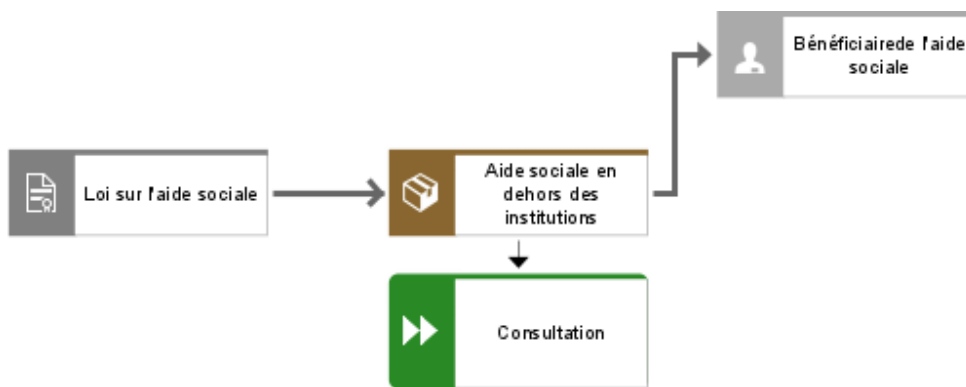 Bénéficiairede l'aide
sociale
Loi sur l'aide sociale
Aide sociale en
dehors des
institutions
Consultation